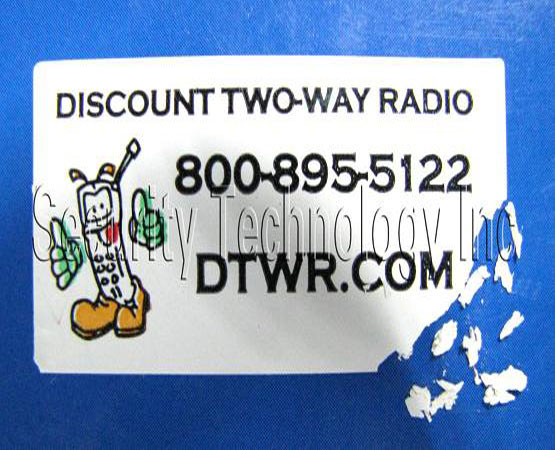 DISCOUNT TWO-WAY RADIO
800-895-5122
Security Technology Inc.
DTWR.COM